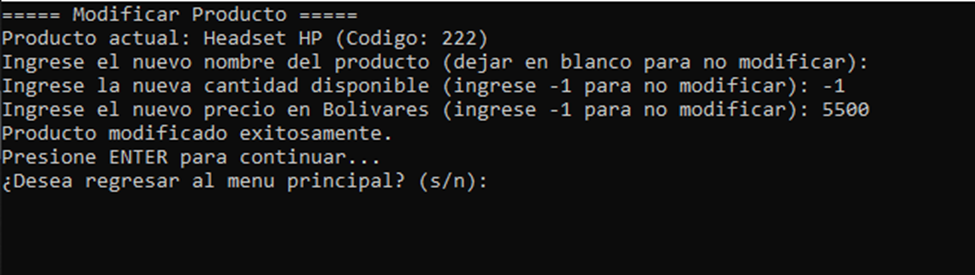 ===== Modificar Producto =====
Producto actual: Headset HP (Codigo: 222)
Ingrese el nuevo nombre del producto (dejar en blanco para no modificar):
Ingrese la nueva cantidad disponible (ingrese -1 para no modificar): -1
Ingrese el nuevo precio en Bolivares (ingrese -1 para no modificar): 5500
Producto modificado exitosamente.
Presione ENTER para continuar...
¿Desea regresar al menu principal? (s/n):